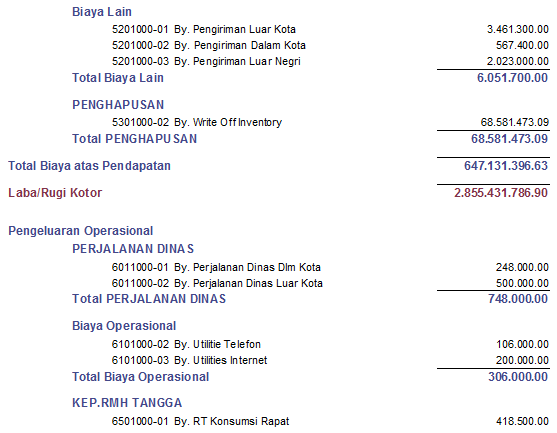 Biaya Lain
5201000-01 By. Pengiriman Luar Kota 3.461.300.00
5201000-02 By. Pengiriman Dalam Kota 567.400.00
5201000-03 By. Pengiriman Luar Negri 2.023.000.00
Total Biaya Lain 6.051.700.00
PENGHAPUSAN
5301000-02 By. Write Off Inventory 68.581.473.09
Total PENGHAPUSAN 68.581.473.09
Total Biaya atas Pendapatan 647.131.396.63
Laba/Rugi Kotor 2.855.431.786.90
Pengeluaran Operasional
PERJALANAN DINAS
6011000-01 By. Perjalanan Dinas Dlm Kota 248.000.00
6011000-02 By. Perjalanan Dinas Luar Kota 500.000.00
Total PERJALANAN DINAS 748.000.00
Biaya Operasional
6101000-02 By. Utilitie Telefon 106.000.00
6101000-03 By. Utilities Internet 200.000.00
Total Biaya Operasional 306.000.00
KEP.RMH TANGGA
6501000-01 By. RT Konsumsi Rapat 418.500.00